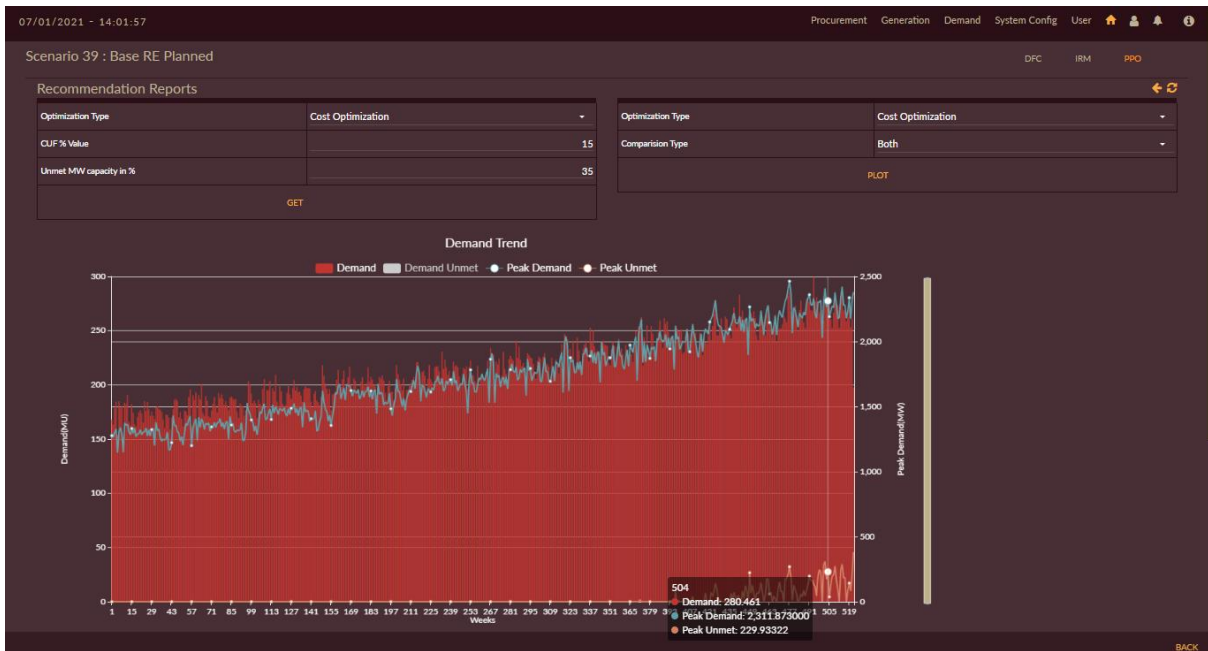 07/01/2021 - 14:01:57
Procurement Generation Demand System Config User
Scenario 39 : Base RE Planned
DFC IRM PPO
Recommendation Reports
Optimization Type Cost Optimization
CUF % Value 15
Unmet MW capacity in % 35
GET
Optimization Type Cost Optimization
Comparision Type Both
PLOT
Demand Trend
Demand Demand Unmet Peak Demand Peak Unmet
300 2,500
250
2,000
200
1,500
150
1,000
100
500
50
0 0
Demand(MU)
Peak Demand(MW)
1 15 29 43 57 71 85 99 113 127 141 155 169 183 197 211 225 239 253 267 281 295 309 323 337 351 365 379 505 519
Weeks
504
Demand: 280.461
Peak Demand: 2,311.873000
Peak Unmet: 229.93322
BACK